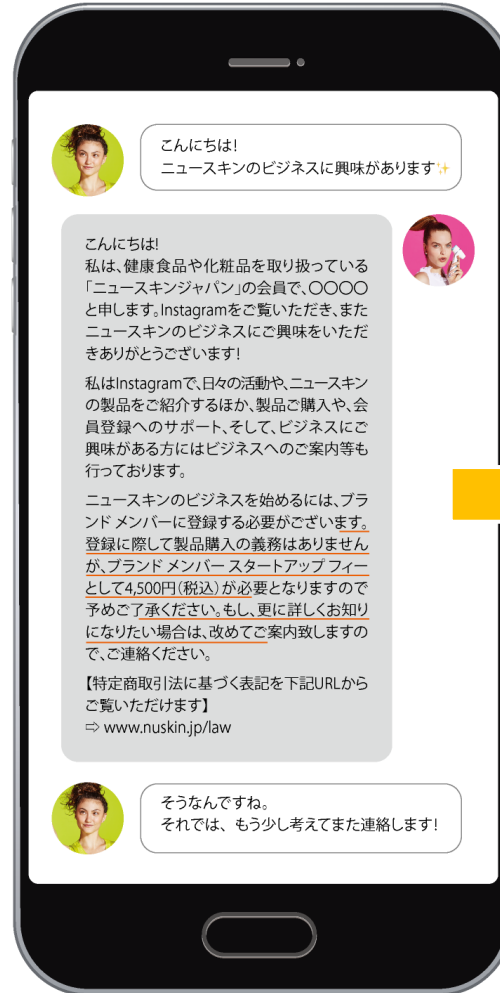 こんにちは!
ニュースキンのビジネスに興味があります✨
こんにちは!
私は、健康食品や化粧品を取り扱っている
「ニュースキンジャパン」の会員で、〇〇〇〇
と申します。Instagramをご覧いただき、また
ニュースキンのビジネスにご興味をいただ
きありがとうございます!
私はInstagramで、日々の活動や、ニュースキン
の製品をご紹介するほか、製品ご購入や、会
員登録へのサポート、そして、ビジネスにご
興味がある方にはビジネスへのご案内等も
行っております。
ニュースキンのビジネスを始めるには、ブラ
ンド メンバーに登録する必要がございます。
登録に際して製品購入の義務はありません
が、ブランド メンバー スタートアップ フィー
として4,500円(税込)が必要となりますので
予めご了承ください。もし、更に詳しくお知り
になりたい場合は、改めてご案内致しますの
で、ご連絡ください。
【特定商取引法に基づく表記を下記URLから
ご覧いただけます】
⇨ www.nuskin.jp/law
そうなんですね。
それでは、もう少し考えてまた連絡します!